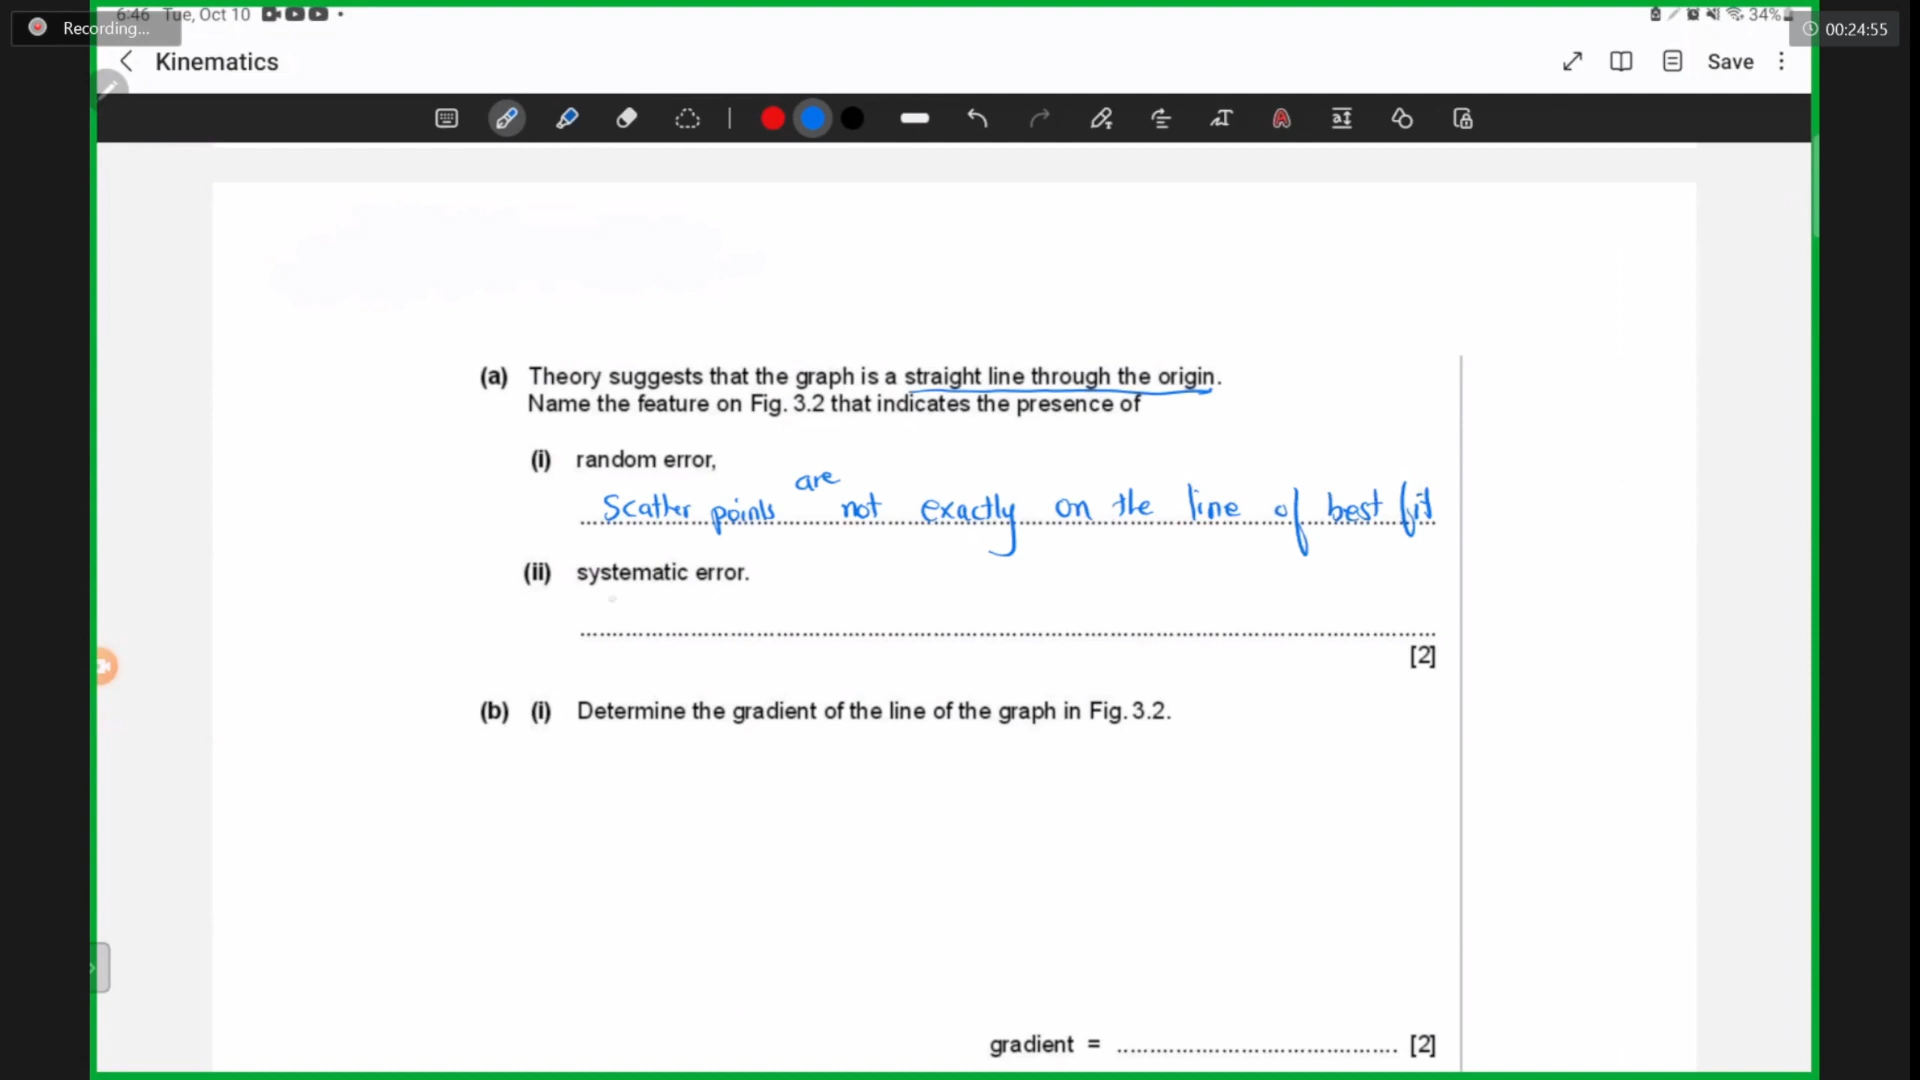 6:46 Tue, Oct 10
34%
Recording...
00:24:55
Kinematics
Save
(a) Theory suggests that the graph is a straight line through the origin.
Name the feature on Fig. 3.2 that indicates the presence of
(i) random error,
are
Scatter points not exactly on the line of best fit
(ii) systematic error.
................................................................................
[2]
(b) (i) Determine the gradient of the line of the graph in Fig. 3.2.
gradient = .......................................... [2]